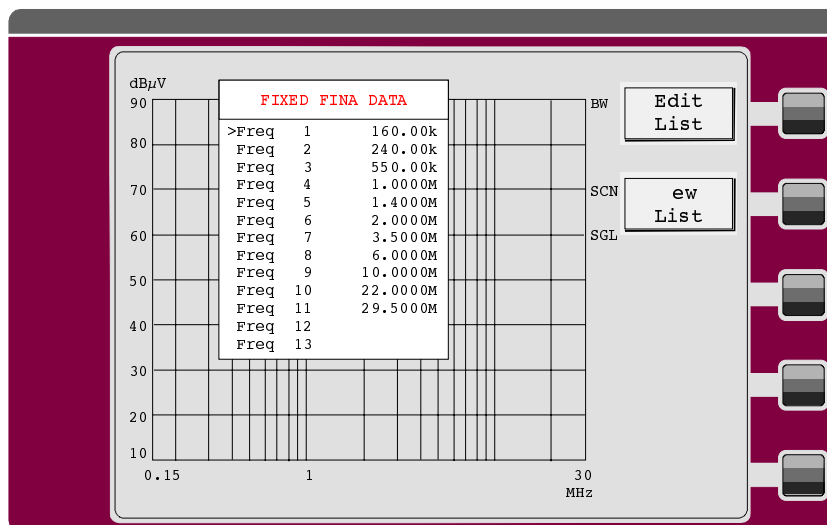 dBµV
FIXED FINA DATA
>Freq 1 160.00k
Freq 2 240.00k
Freq 3 550.00k
Freq 4 1.0000M
Freq 5 1.4000M
Freq 6 2.0000M
Freq 7 3.5000M
Freq 8 6.0000M
Freq 9 10.0000M
Freq 10 22.0000M
Freq 11 29.5000M
Freq 12
Freq 13
90
80
70
60
50
40
30
20
10
0.15 1 30
MHz
BW
SCN
SGL
Edit
List
ew
List